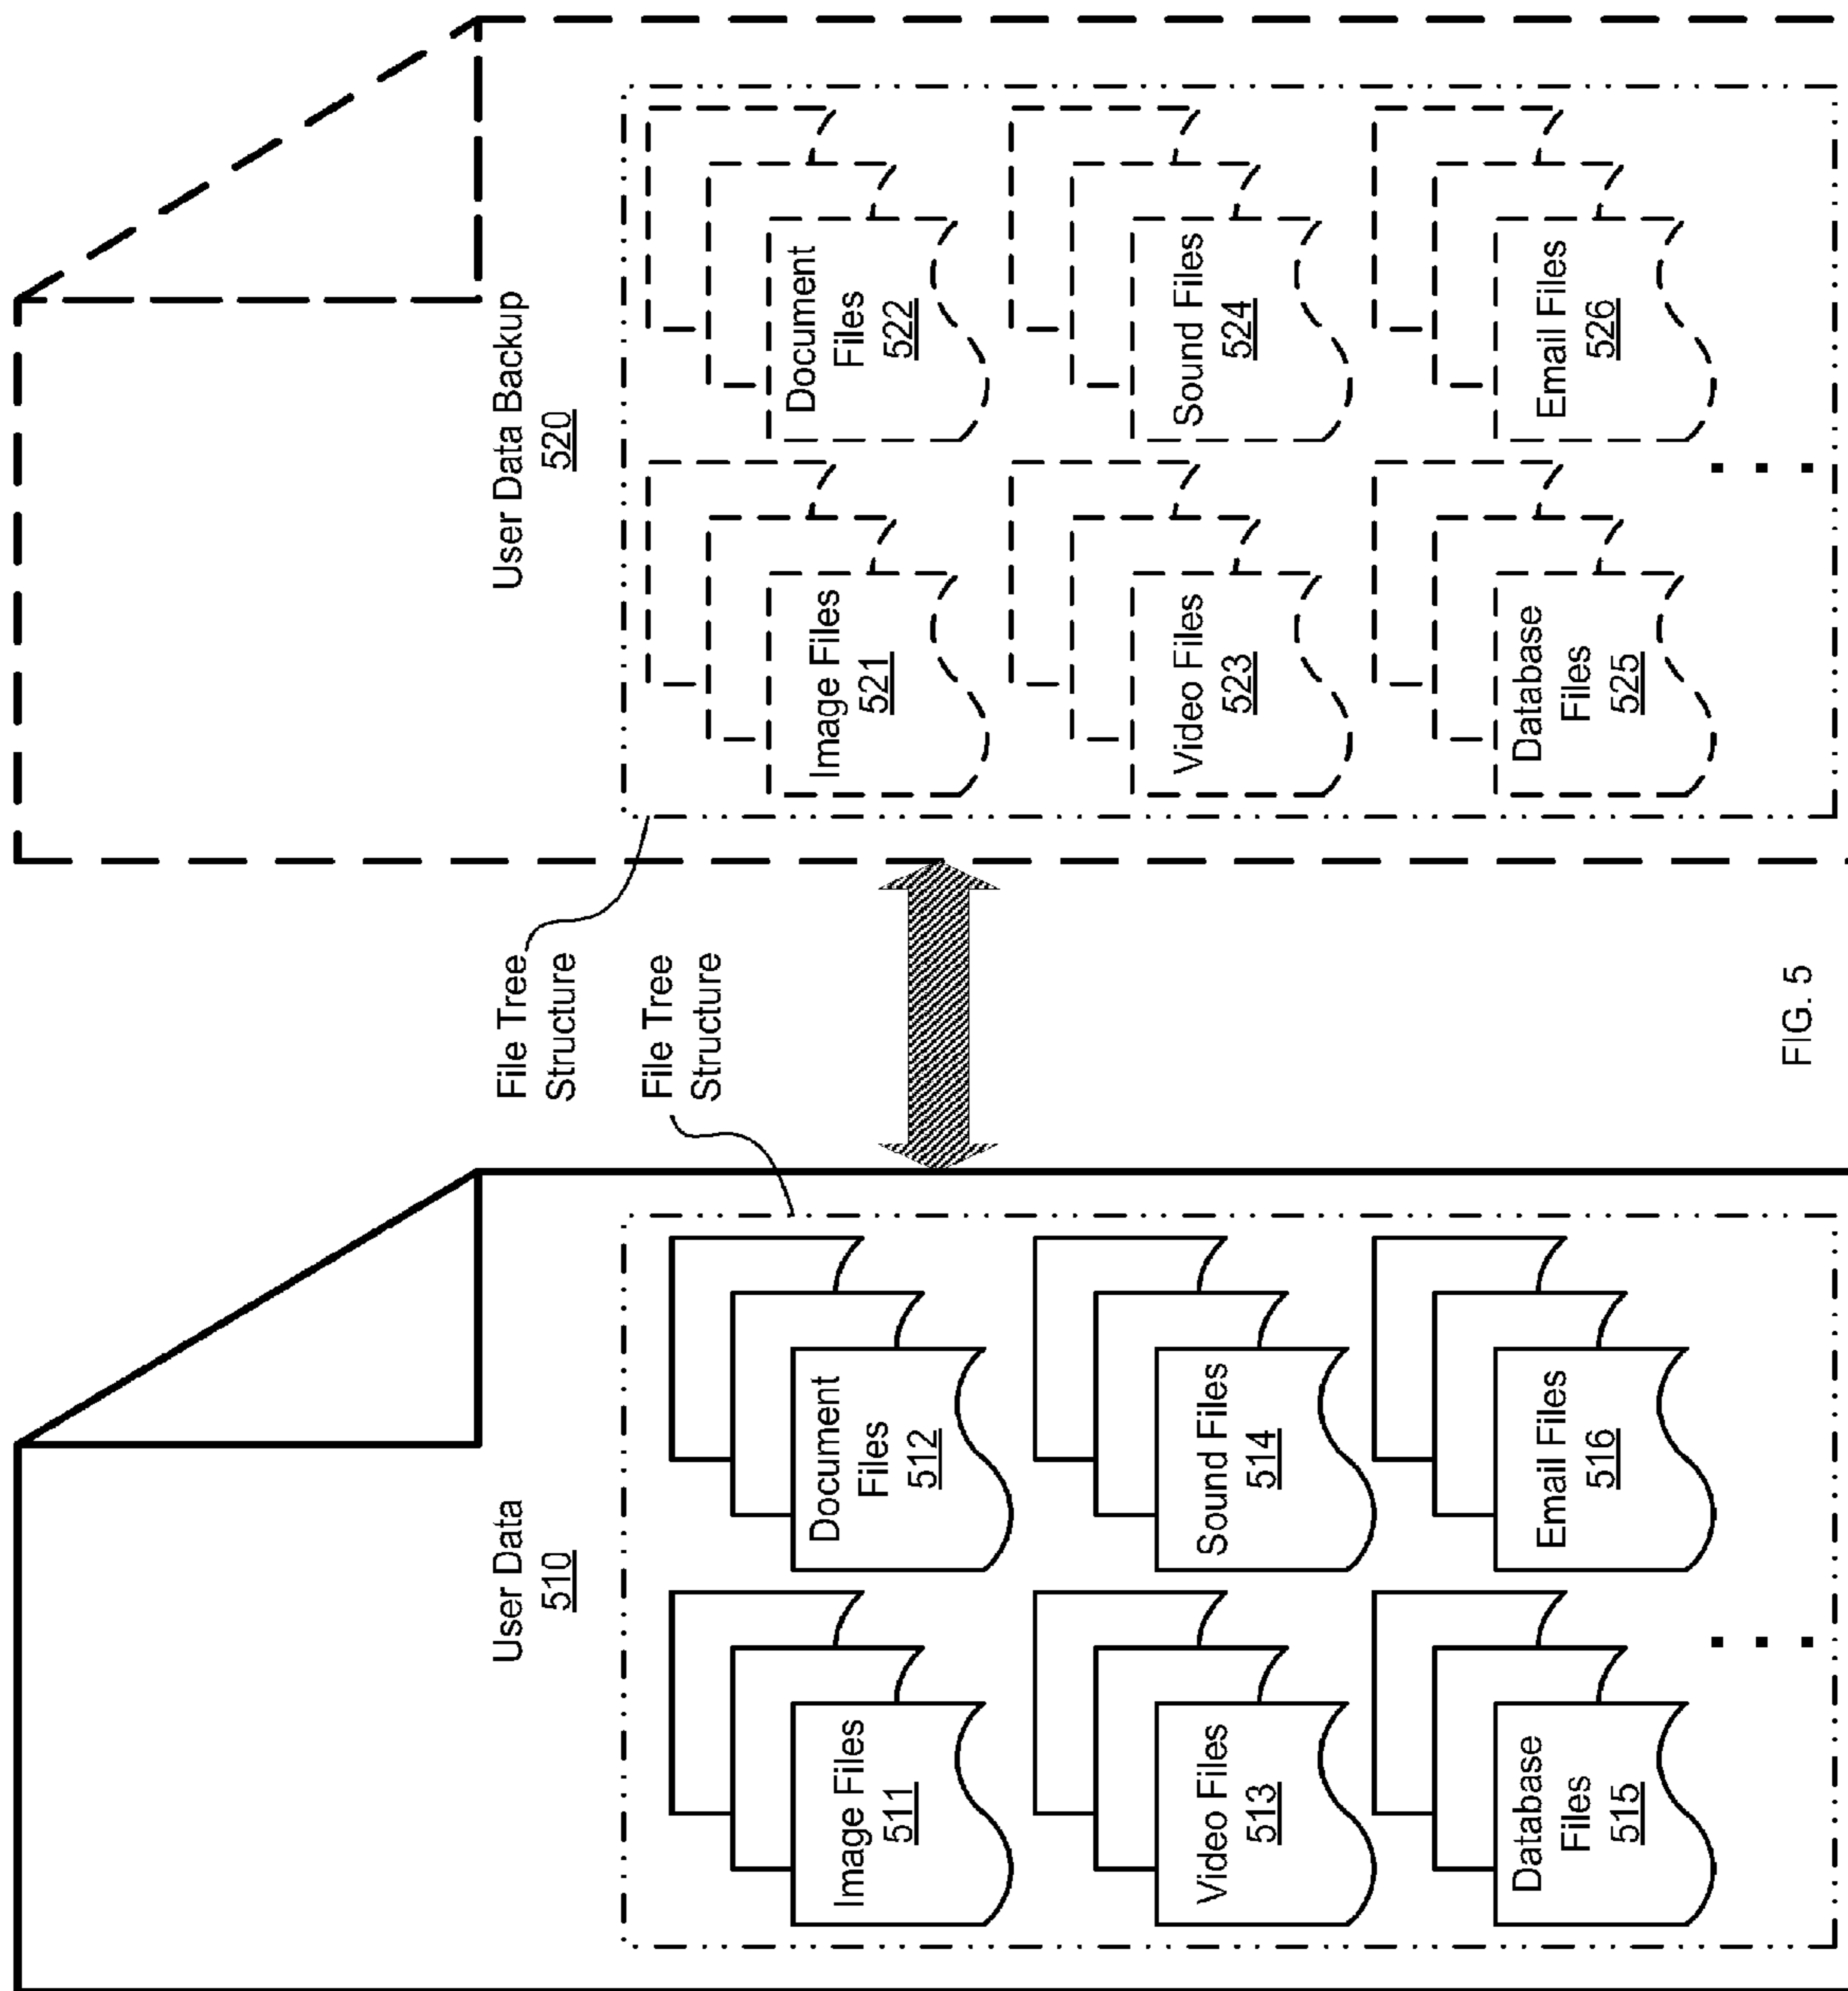 User Data
510
Image Files
511
Document
Files
512
Video Files
513
Sound Files
514
Database
Files
515
Email Files
516
. . .
File Tree
Structure
File Tree
Structure
User Data Backup
520
Image Files
521
Document
Files
522
Video Files
523
Sound Files
524
Database
Files
525
Email Files
526
. . .
FIG. 5